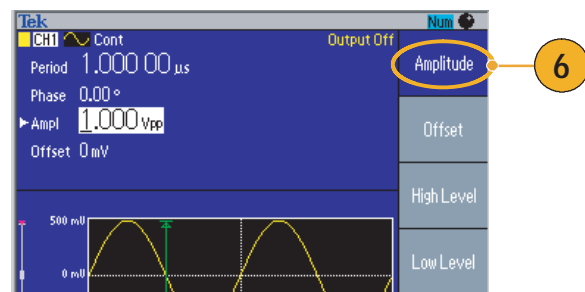 Tek
Num
CH1 Cont
Output Off
Period 1.000 00 µs
Phase 0.00 °
Ampl 1.000 Vpp
Offset 0 mV
Amplitude
6
Offset
High Level
Low Level
500 mV
0 mV